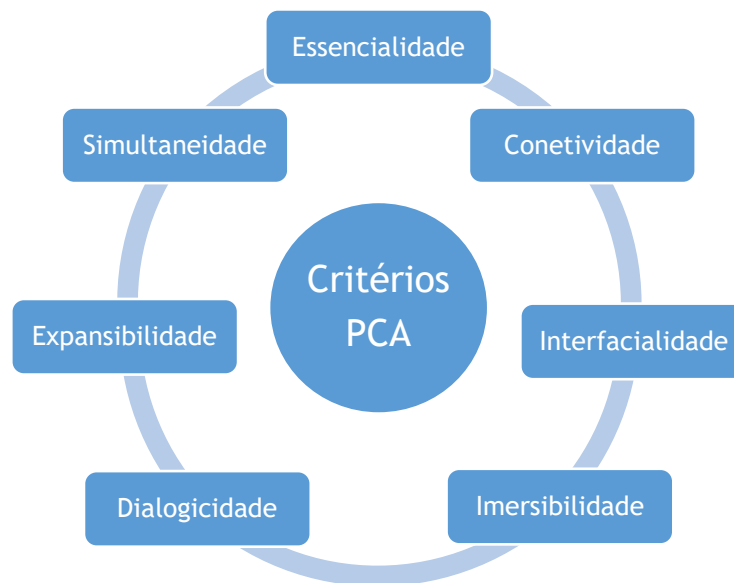 Essencialidade
Simultaneidade
Conetividade
Critérios
PCA
Expansibilidade
Interfacialidade
Dialogicidade
Imersibilidade